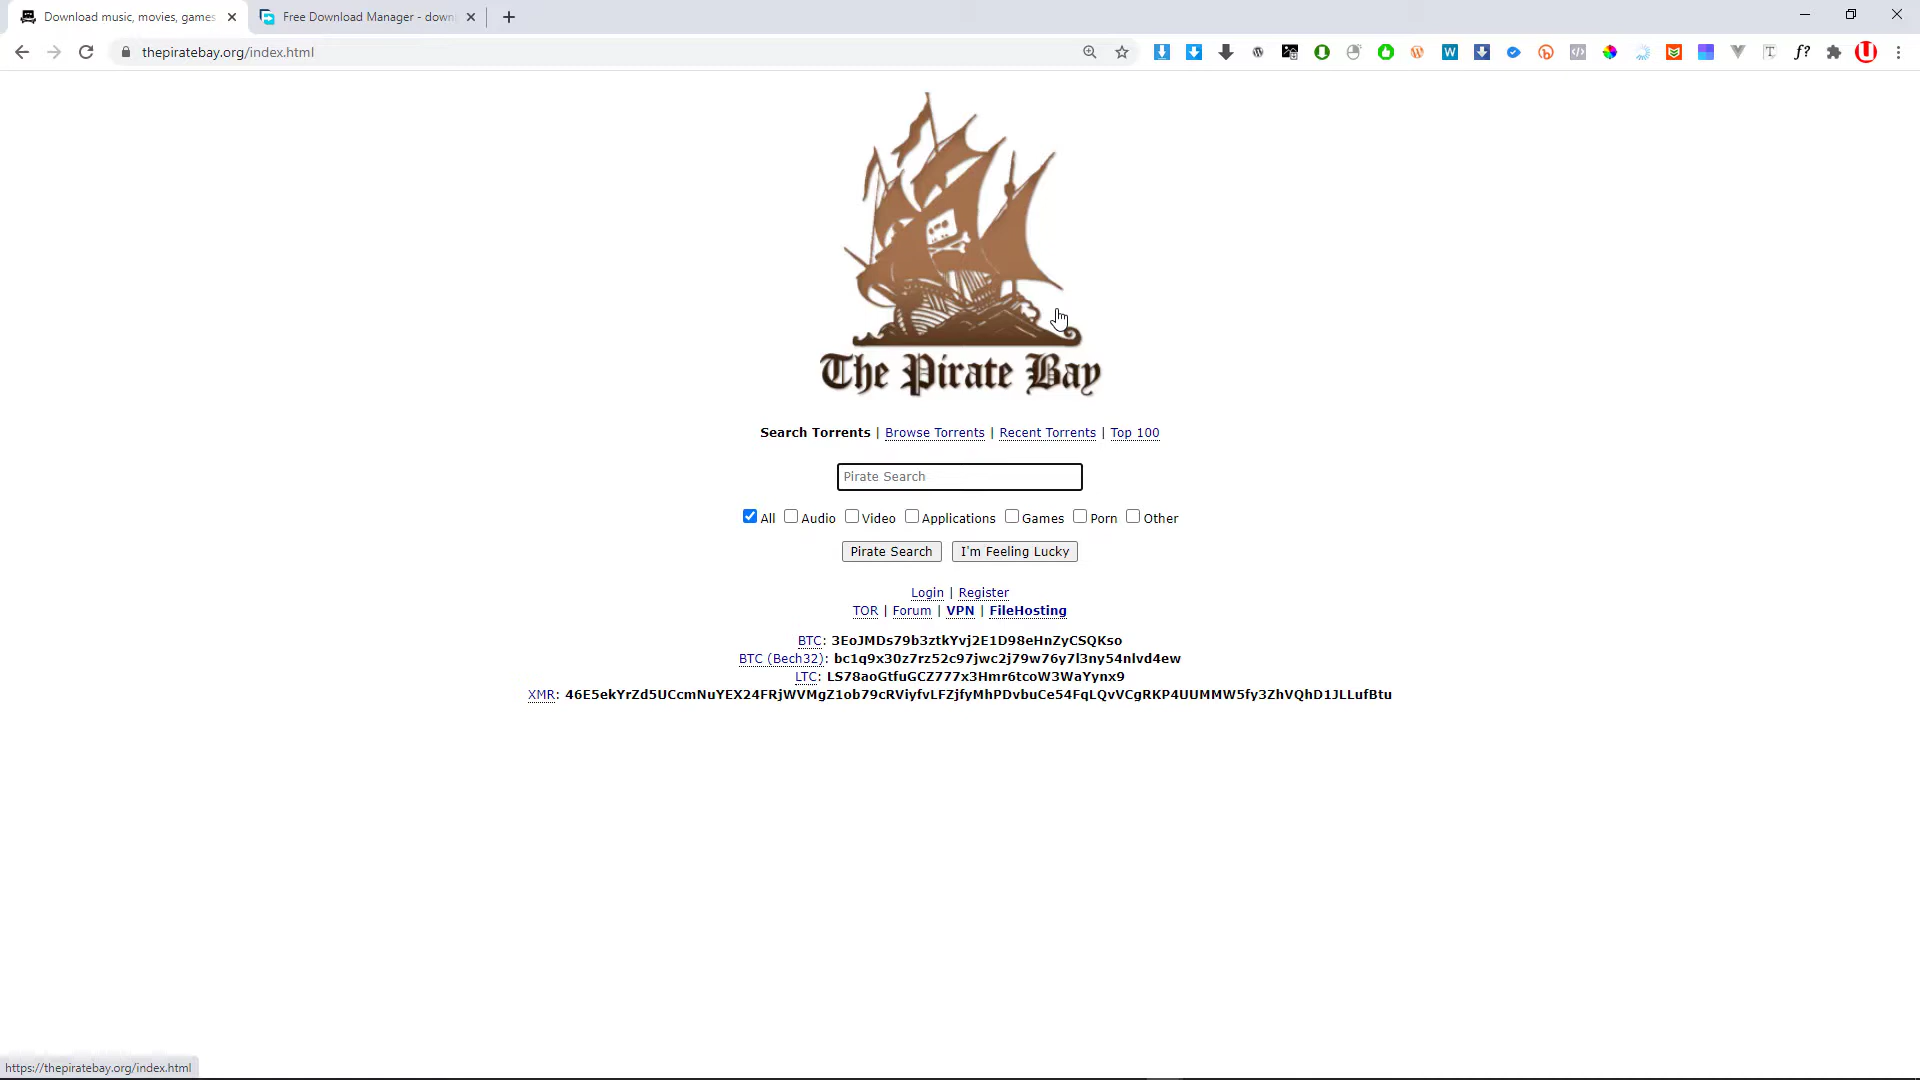 Download music, movies, games
Free Download Manager - down
thepiratebay.org/index.html
The Pirate Bay
Search Torrents | Browse Torrents | Recent Torrents | Top 100
Pirate Search
All Audio Video Applications Games Porn Other
Pirate Search I'm Feeling Lucky
Login | Register
TOR | Forum | VPN | FileHosting
BTC: 3EoJMDs79b3ztkYvj2E1D98eHnZyCSQKso
BTC (Bech32): bc1q9x30z7rz52c97jwc2j79w76y7l3ny54nlvd4ew
LTC: LS78aoGtfuGCZ777x3Hmr6tcoW3WaYynx9
XMR: 46E5ekYrZd5UCcmNuYEX24FRjWVMgZ1ob79cRViyfvLFZjfyMhPDvbuCe54FqLQvVCgRKP4UUMMW5fy3ZhVQhD1JLLufBtu
https://thepiratebay.org/index.html